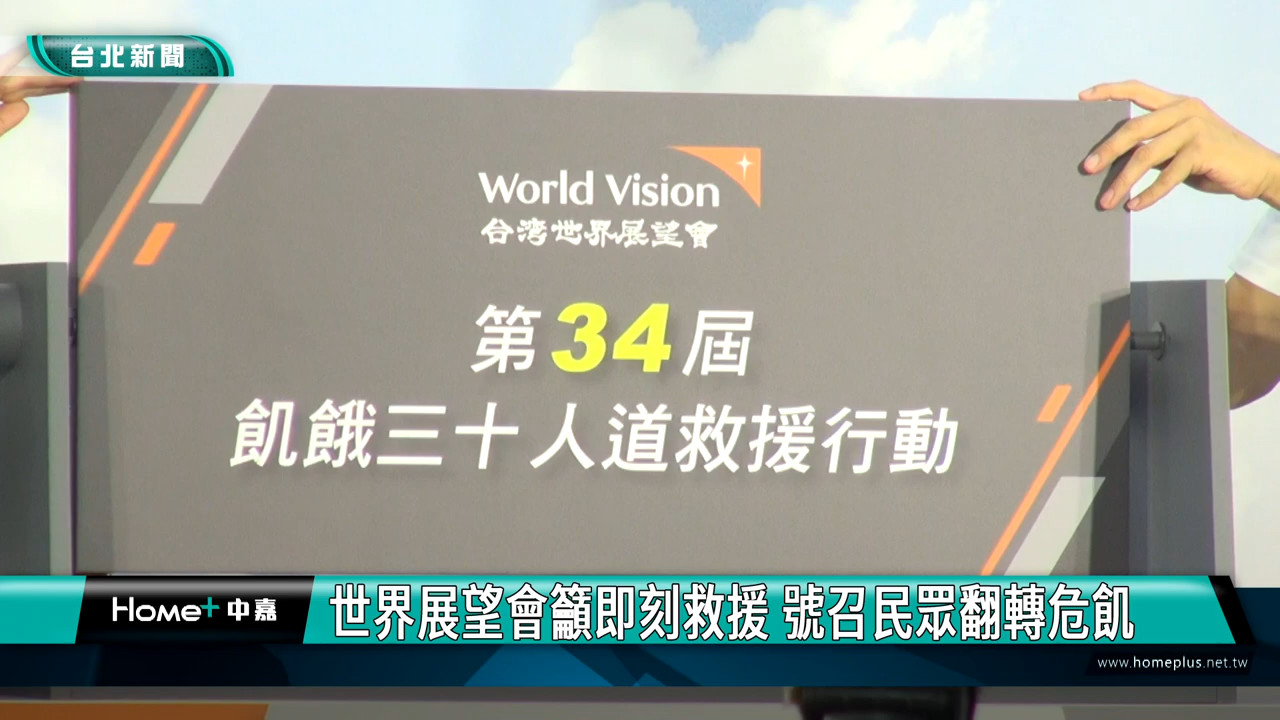 台北新聞
World Vision
台湾世界展望會
第34屆
飢餓三十人道救援行動
Home+ 中嘉
世界展望會籲即刻救援 號召民眾翻轉危飢
www.homeplus.net.tw